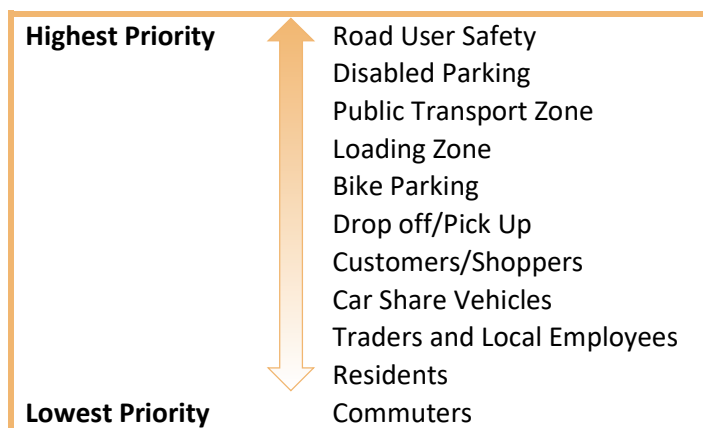 Highest Priority Road User Safety
Disabled Parking
Public Transport Zone
Loading Zone
Bike Parking
Drop off/Pick Up
Customers/Shoppers
Car Share Vehicles
Traders and Local Employees
Residents
Lowest Priority Commuters